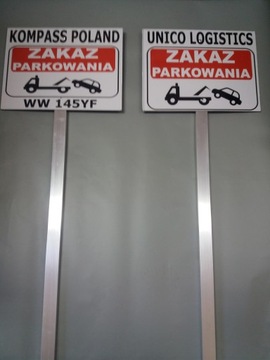 KOMPASS POLAND
ZAKAZ
PARKOWANIA
WW 145YF
UNICO LOGISTICS
ZAKAZ
PARKOWANIA